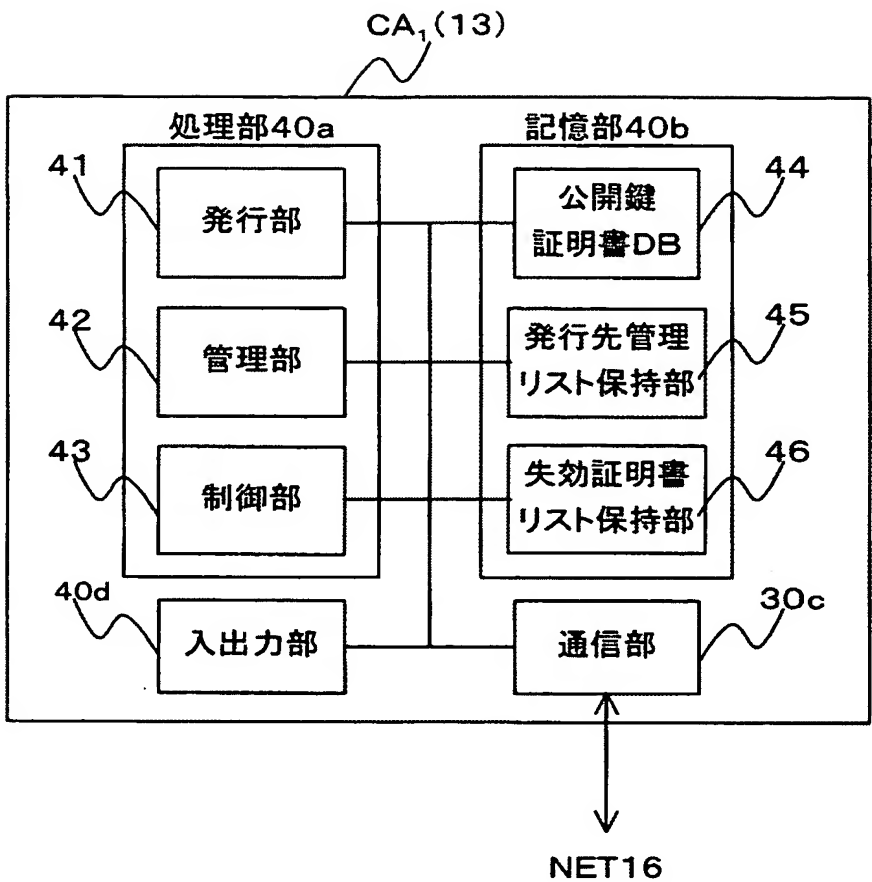 CA₁(13)
処理部40a
記憶部40b
41
発行部
公開鍵
証明書DB
44
42
管理部
発行先管理
リスト保持部
45
43
制御部
失効証明書
リスト保持部
46
40d
入出力部
通信部
30c
NET16